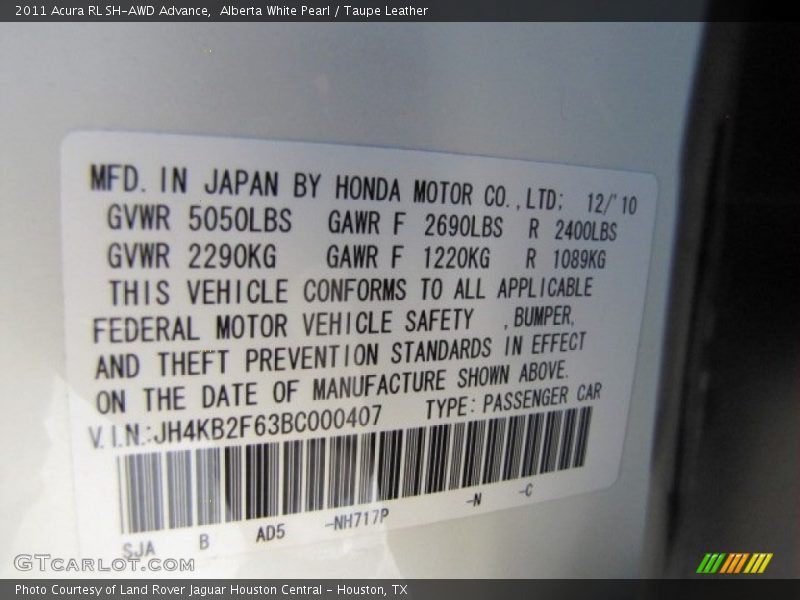 2011 Acura RL SH-AWD Advance,  Alberta White Pearl / Taupe Leather
MFD. IN JAPAN BY HONDA MOTOR CO.,LTD; 12/'10
GVWR 5050LBS GAWR F 2690LBS R 2400LBS
GVWR 2290KG GAWR F 1220KG R 1089KG
THIS VEHICLE CONFORMS TO ALL APPLICABLE
FEDERAL MOTOR VEHICLE SAFETY ,BUMPER,
AND THEFT PREVENTION STANDARDS IN EFFECT
ON THE DATE OF MANUFACTURE SHOWN ABOVE.
V.I.N.:JH4KB2F63BC000407 TYPE: PASSENGER CAR
SJA B AD5 -NH717P -N -C
GTCarLot.com
Photo Courtesy of Land Rover Jaguar Houston Central - Houston, TX